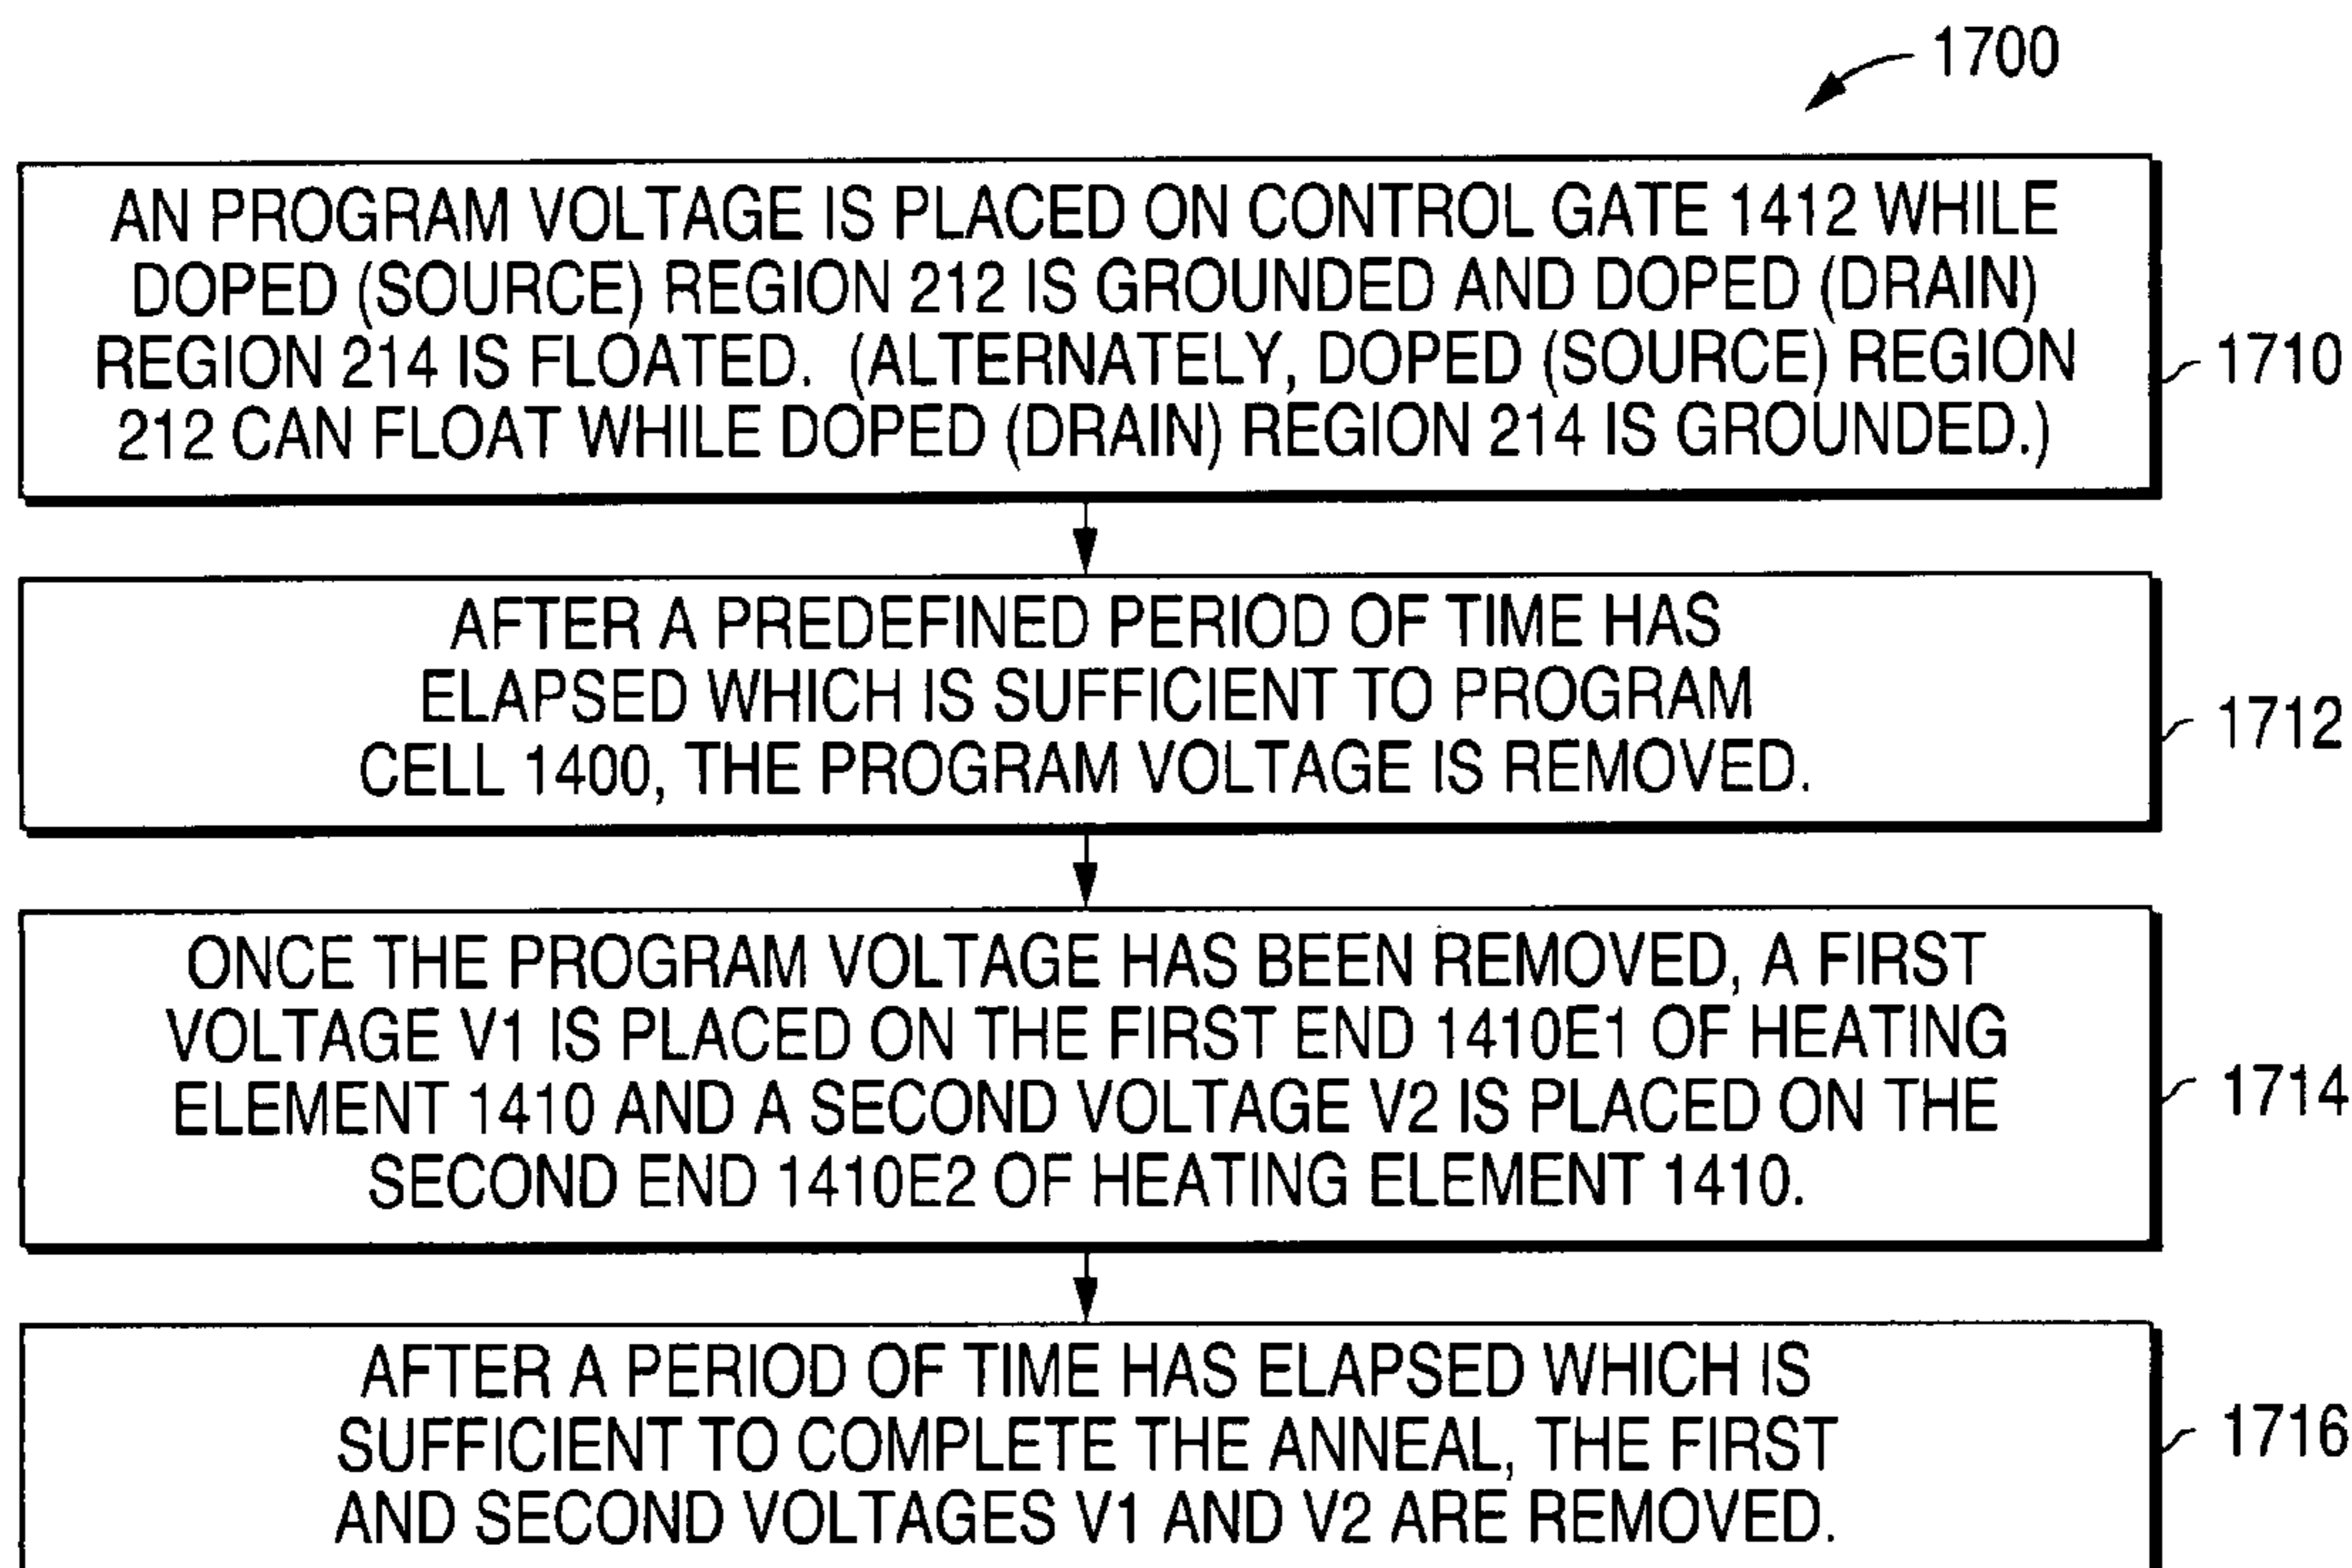 1700
AN PROGRAM VOLTAGE IS PLACED ON CONTROL GATE 1412 WHILE
DOPED (SOURCE) REGION 212 IS GROUNDED AND DOPED (DRAIN)
REGION 214 IS FLOATED. (ALTERNATELY, DOPED (SOURCE) REGION
212 CAN FLOAT WHILE DOPED (DRAIN) REGION 214 IS GROUNDED.)
1710
AFTER A PREDEFINED PERIOD OF TIME HAS
ELAPSED WHICH IS SUFFICIENT TO PROGRAM
CELL 1400, THE PROGRAM VOLTAGE IS REMOVED.
1712
ONCE THE PROGRAM VOLTAGE HAS BEEN REMOVED, A FIRST
VOLTAGE V1 IS PLACED ON THE FIRST END 1410E1 OF HEATING
ELEMENT 1410 AND A SECOND VOLTAGE V2 IS PLACED ON THE
SECOND END 1410E2 OF HEATING ELEMENT 1410.
1714
AFTER A PERIOD OF TIME HAS ELAPSED WHICH IS
SUFFICIENT TO COMPLETE THE ANNEAL, THE FIRST
AND SECOND VOLTAGES V1 AND V2 ARE REMOVED.
1716